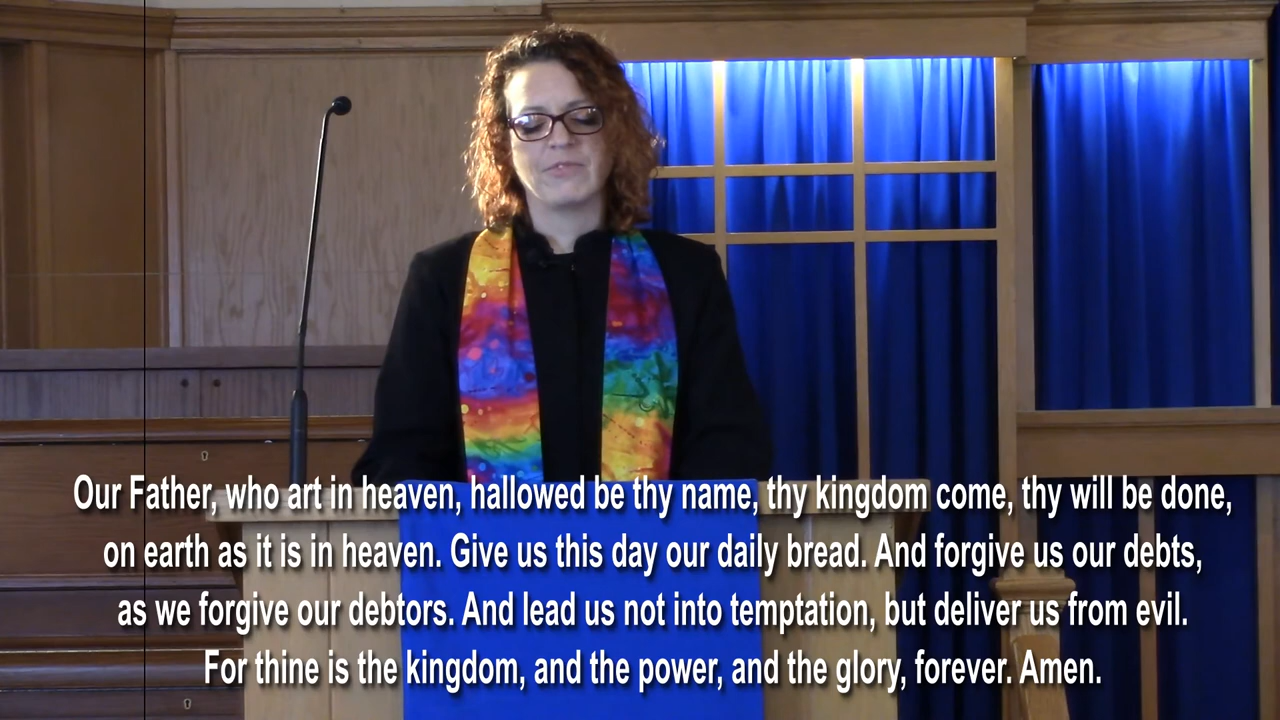 Our Father, who art in heaven, hallowed be thy name, thy kingdom come, thy will be done,
on earth as it is in heaven. Give us this day our daily bread. And forgive us our debts,
as we forgive our debtors. And lead us not into temptation, but deliver us from evil.
For thine is the kingdom, and the power, and the glory, forever. Amen.